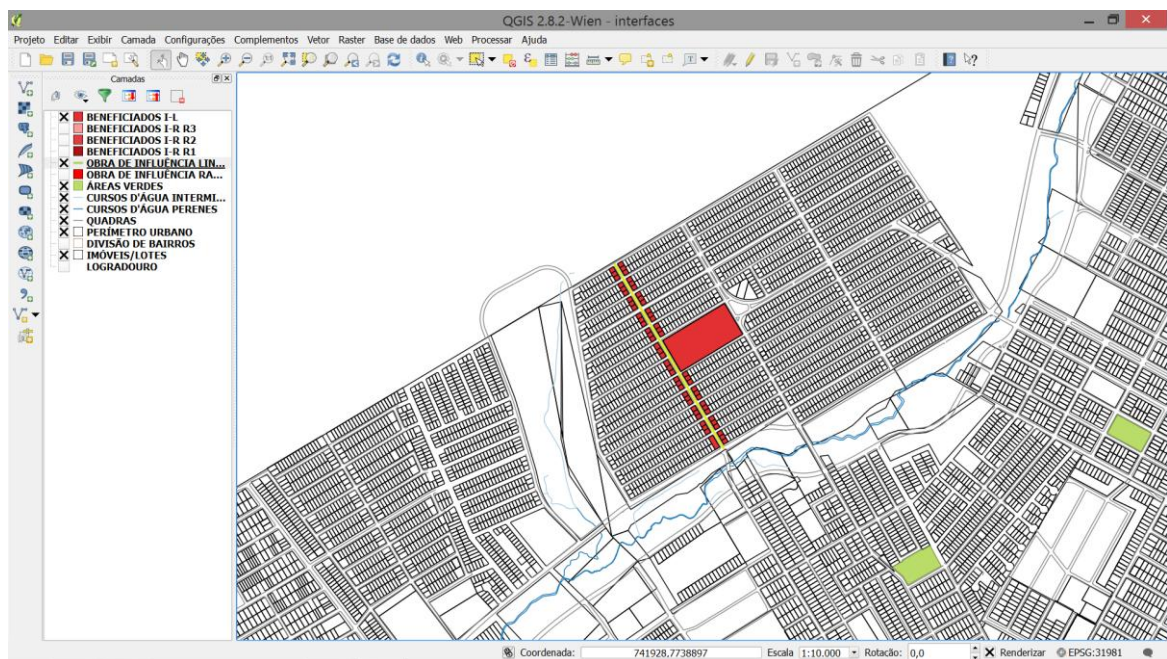 QGIS 2.8.2-Wien - interfaces
Projeto Editar Exibir Camada Configurações Complementos Vetor Raster Base de dados Web Processar Ajuda
Camadas
BENEFICIADOS I-L
BENEFICIADOS I-R R3
BENEFICIADOS I-R R2
BENEFICIADOS I-R R1
OBRA DE INFLUÊNCIA LIN...
OBRA DE INFLUÊNCIA RA...
ÁREAS VERDES
CURSOS D'ÁGUA INTERMI...
CURSOS D'ÁGUA PERENES
QUADRAS
PERÍMETRO URBANO
DIVISÃO DE BAIRROS
IMÓVEIS/LOTES
LOGRADOURO
Coordenada: 741928,7738897 Escala 1:10.000 Rotação: 0,0 Renderizar EPSG:31981